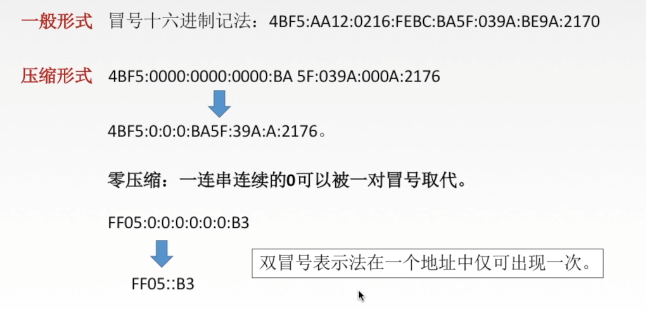 一般形式 冒号十六进制记法：4BF5:AA12:0216:FEBC:BA5F:039A:BE9A:2170
压缩形式 4BF5:0000:0000:0000:BA 5F:039A:000A:2176
4BF5:0:0:0:BA5F:39A:A:2176。
零压缩：一连串连续的0可以被一对冒号取代。
FF05:0:0:0:0:0:0:B3
FF05::B3
双冒号表示法在一个地址中仅可出现一次。